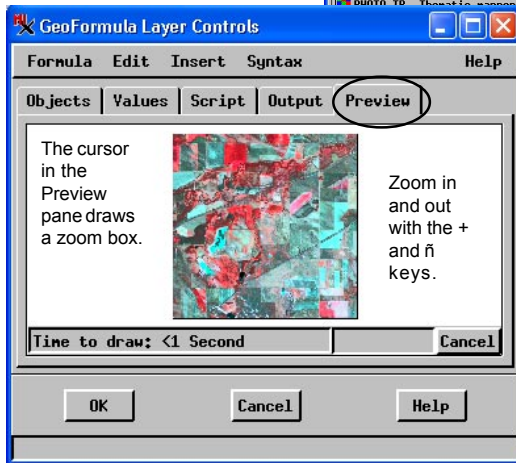 PHOTO_TR Thematic mapper
GeoFormula Layer Controls
Formula Edit Insert Syntax Help
Objects Values Script Output Preview
The cursor
in the
Preview
pane draws
a zoom box.
Zoom in
and out
with the +
and ñ
keys.
Time to draw: <1 Second Cancel
OK Cancel Help